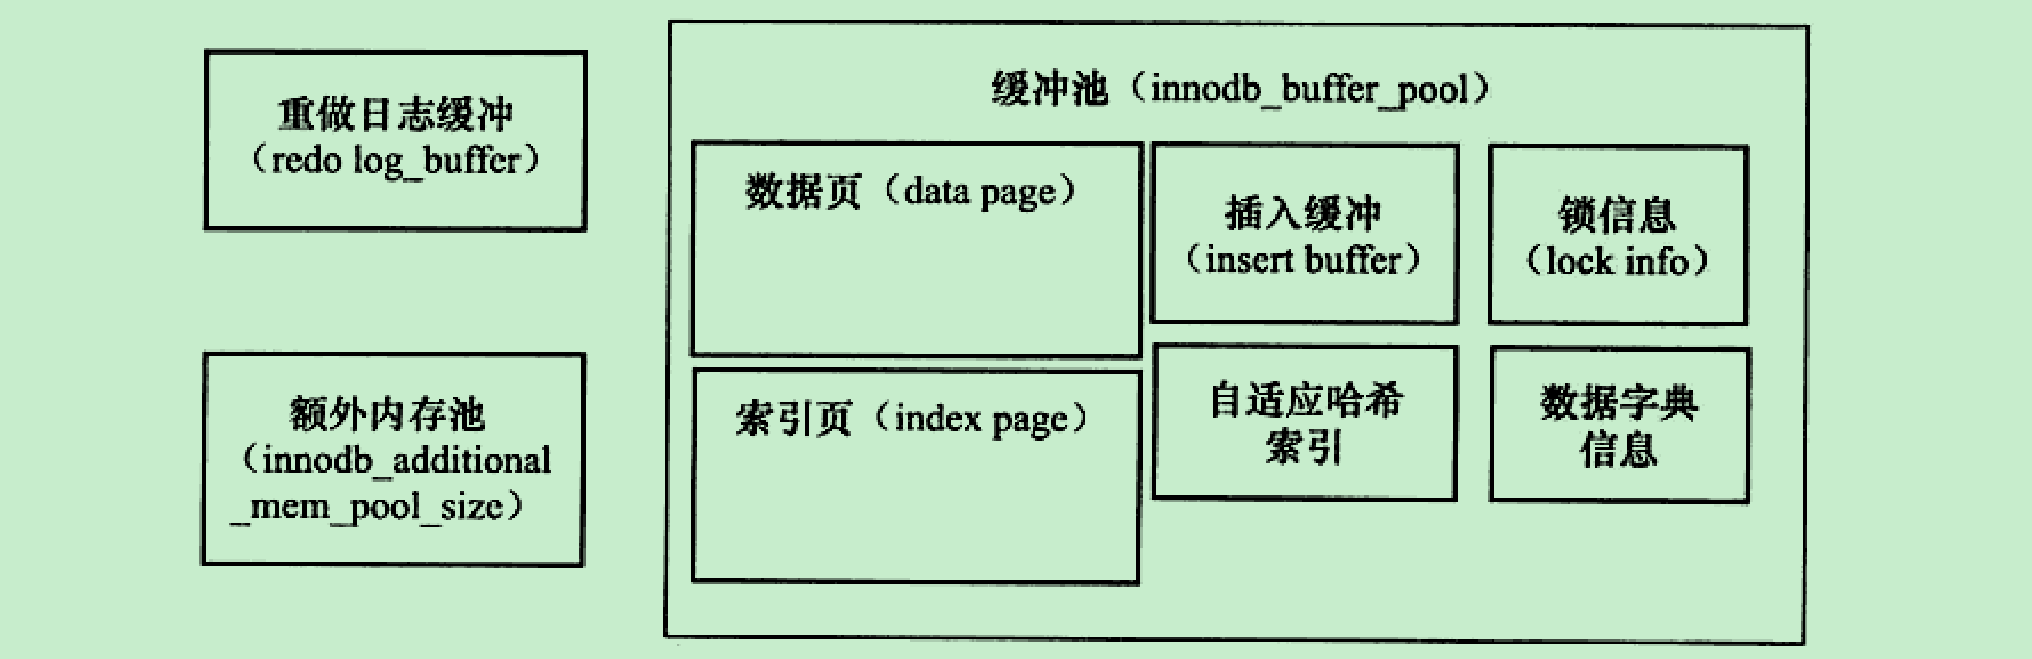 重做日志缓冲
（redo log_buffer）
额外内存池
（innodb_additional
_mem_pool_size）
缓冲池（innodb_buffer_pool）
数据页（data page）
插入缓冲
（insert buffer）
锁信息
（lock info）
索引页（index page）
自适应哈希
索引
数据字典
信息